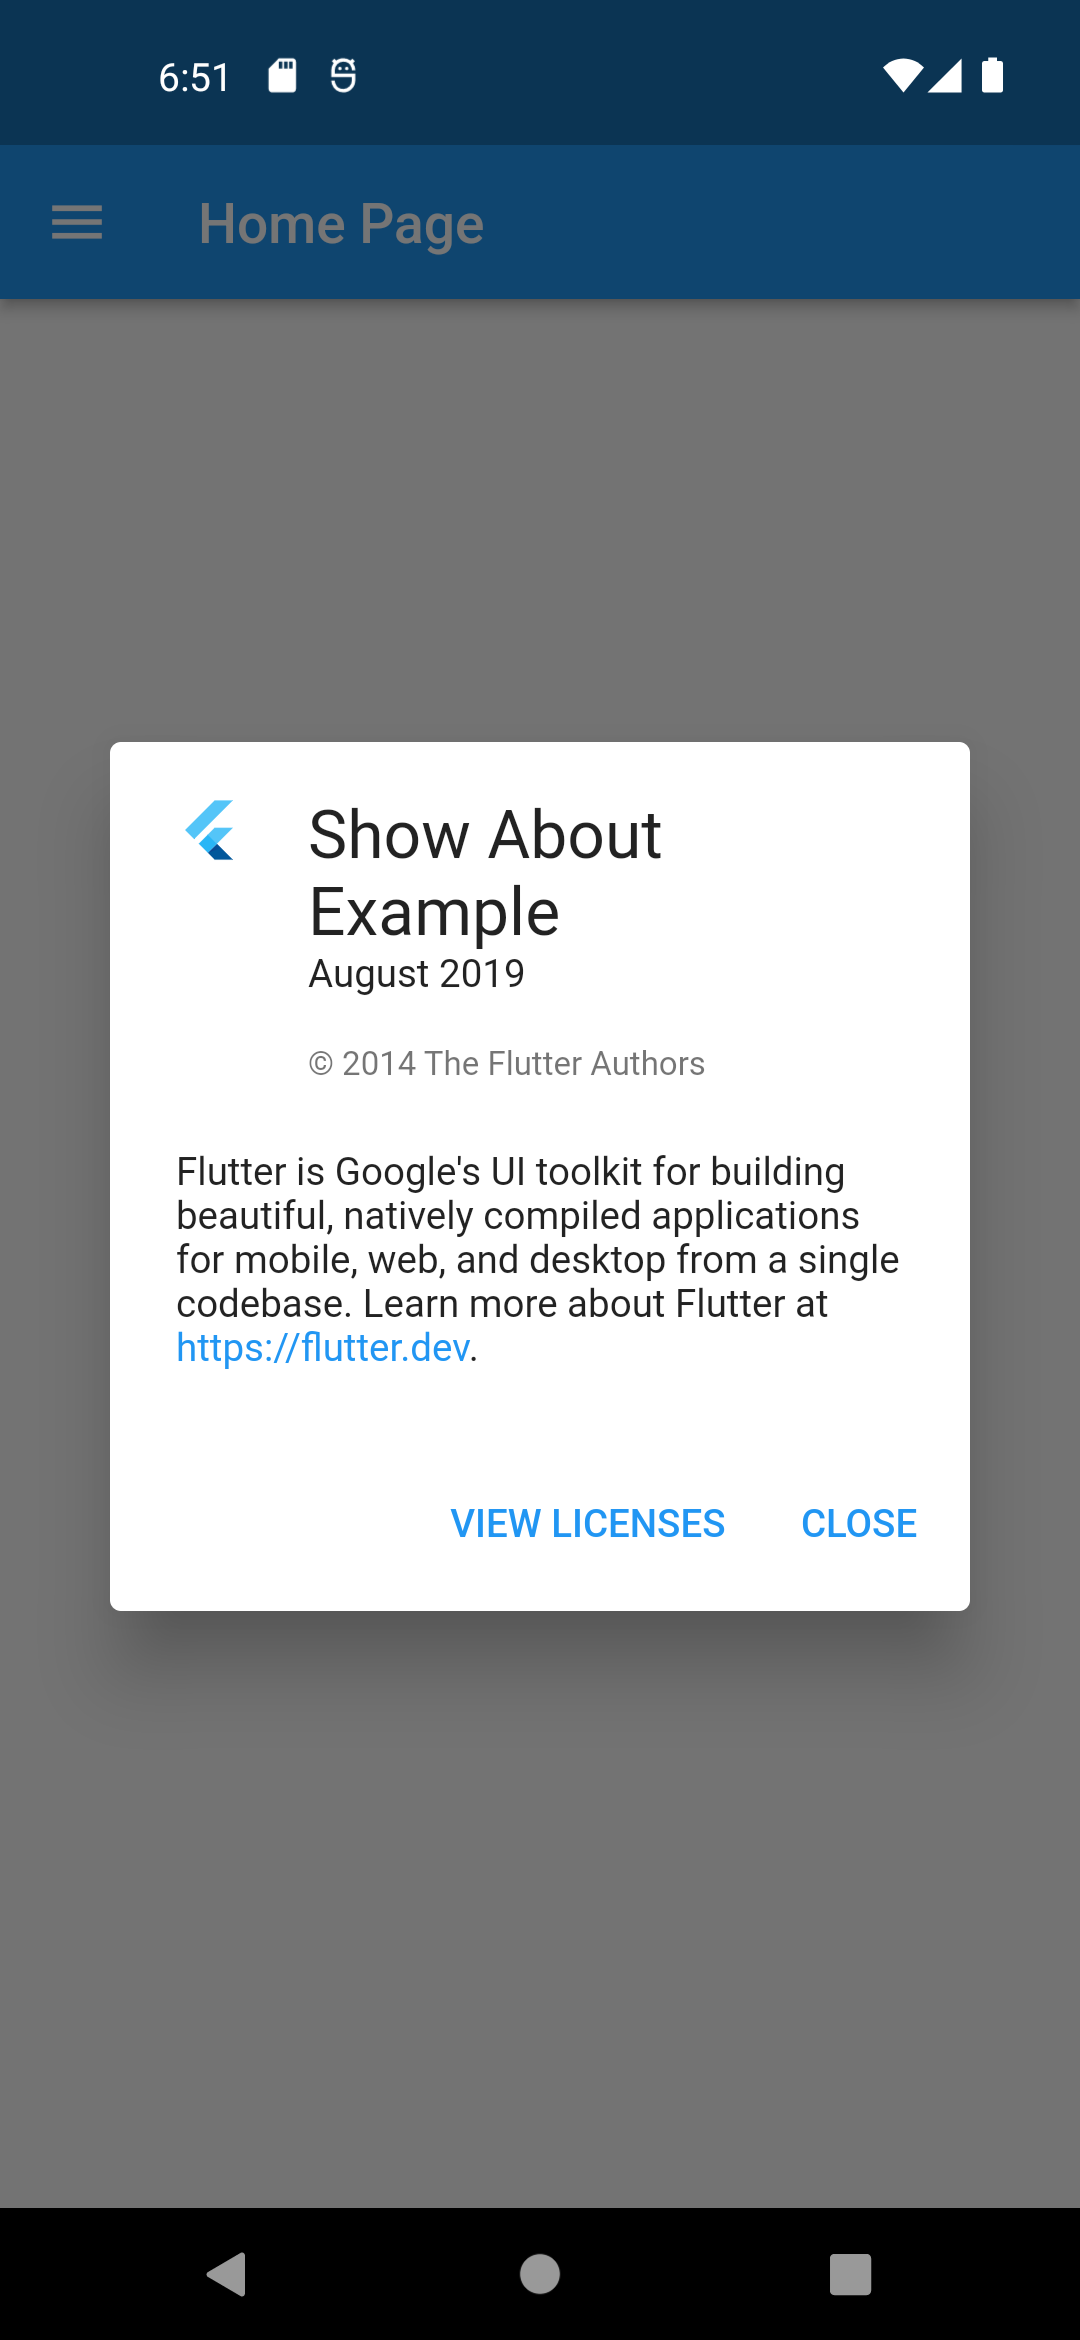 6:51
Home Page
Show About
Example
August 2019
© 2014 The Flutter Authors
Flutter is Google's UI toolkit for building
beautiful, natively compiled applications
for mobile, web, and desktop from a single
codebase. Learn more about Flutter at
https://flutter.dev.
VIEW LICENSES CLOSE